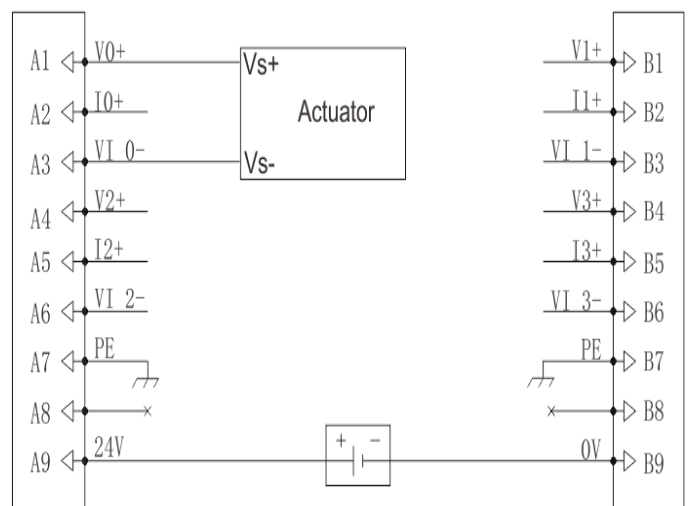 A1 V0+ Vs+ V1+ B1
A2 I0+ Actuator I1+ B2
A3 VI 0- Vs- VI 1- B3
A4 V2+ V3+ B4
A5 I2+ I3+ B5
A6 VI 2- VI 3- B6
A7 PE PE B7
A8 B8
A9 24V + - 0V B9